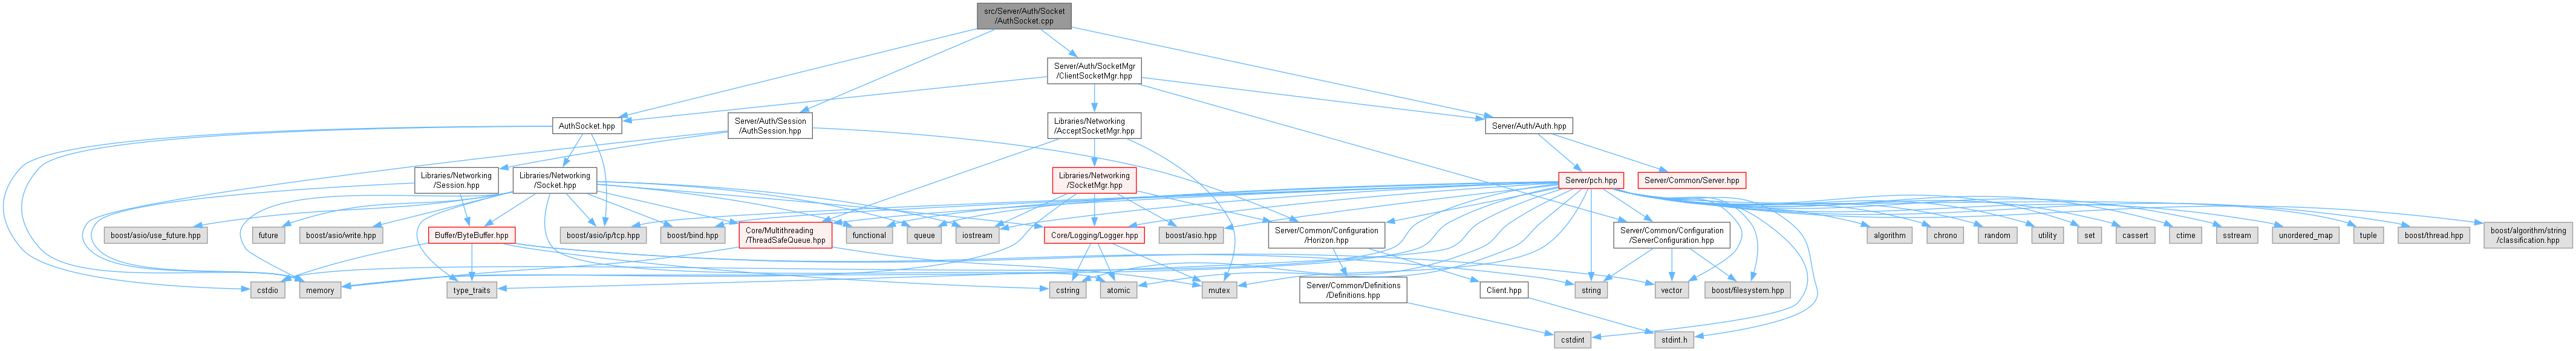 src/Server/Auth/Socket
/AuthSocket.cpp
Server/Auth/SocketMgr
/ClientSocketMgr.hpp
AuthSocket.hpp
Server/Auth/Session
/AuthSession.hpp
Libraries/Networking
/AcceptSocketMgr.hpp
Server/Auth/Auth.hpp
Libraries/Networking
/Session.hpp
Libraries/Networking
/Socket.hpp
Libraries/Networking
/SocketMgr.hpp
Server/pch.hpp
Server/Common/Server.hpp
boost/asio/use_future.hpp
future
boost/asio/write.hpp
Buffer/ByteBuffer.hpp
boost/asio/ip/tcp.hpp
boost/bind.hpp
Core/Multithreading
/ThreadSafeQueue.hpp
functional
queue
iostream
Core/Logging/Logger.hpp
boost/asio.hpp
Server/Common/Configuration
/Horizon.hpp
Server/Common/Configuration
/ServerConfiguration.hpp
algorithm
chrono
random
utility
set
cassert
ctime
sstream
unordered_map
tuple
boost/thread.hpp
boost/algorithm/string
/classification.hpp
cstdio
memory
type_traits
cstring
atomic
mutex
Server/Common/Definitions
/Definitions.hpp
Client.hpp
string
vector
boost/filesystem.hpp
cstdint
stdint.h